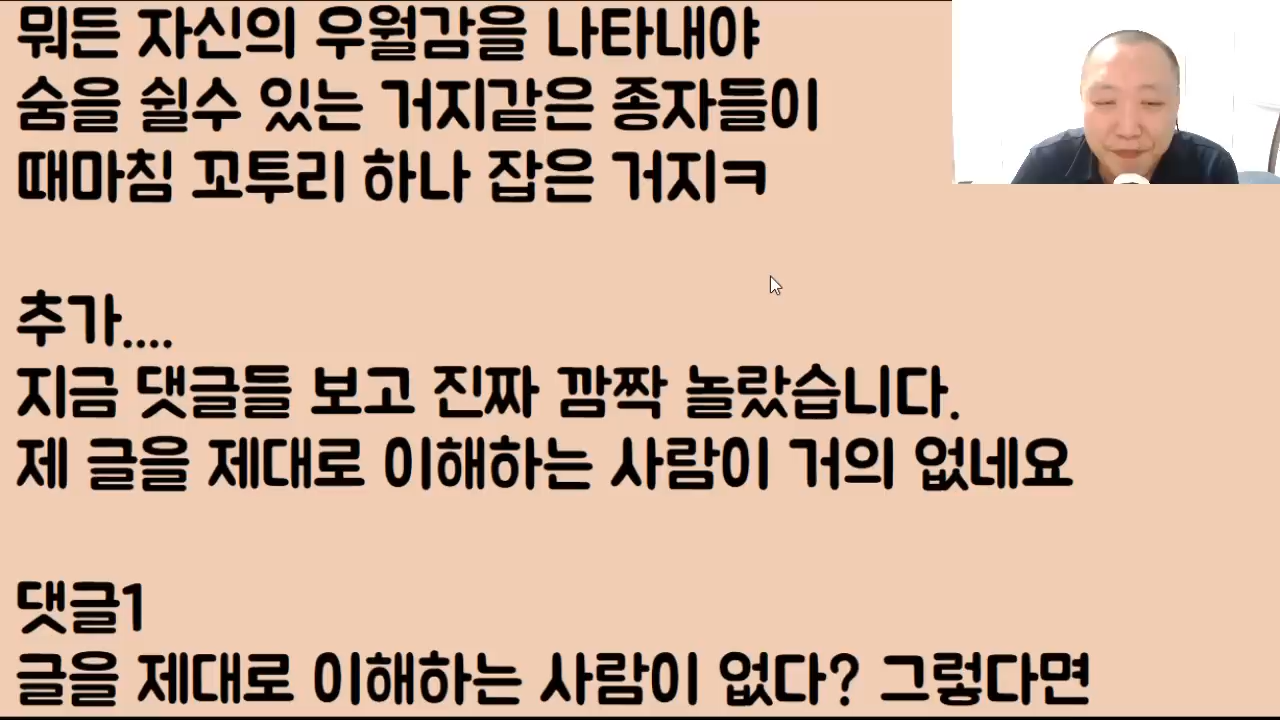 뭐든 자신의 우월감을 나타내야
숨을 쉴수 있는 거지같은 종자들이
때마침 꼬투리 하나 잡은 거지ㅋ
추가....
지금 댓글들 보고 진짜 깜짝 놀랐습니다.
제 글을 제대로 이해하는 사람이 거의 없네요
댓글1
글을 제대로 이해하는 사람이 없다? 그렇다면